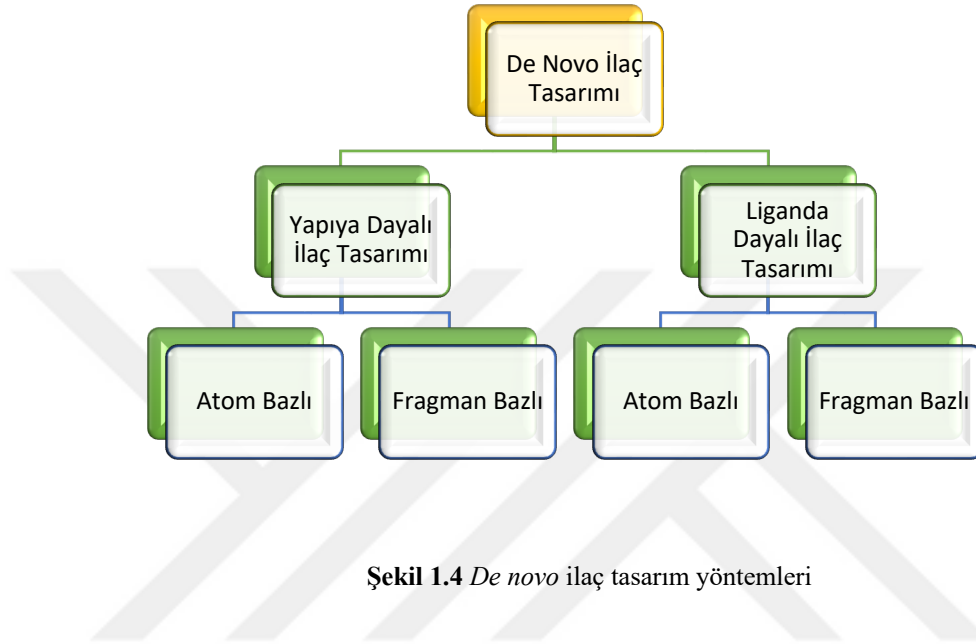 De Novo İlaç
Tasarımı
Yapıya Dayalı
İlaç Tasarımı
Liganda
Dayalı İlaç
Tasarımı
Atom Bazlı
Fragman Bazlı
Atom Bazlı
Fragman Bazlı
Şekil 1.4 De novo ilaç tasarım yöntemleri